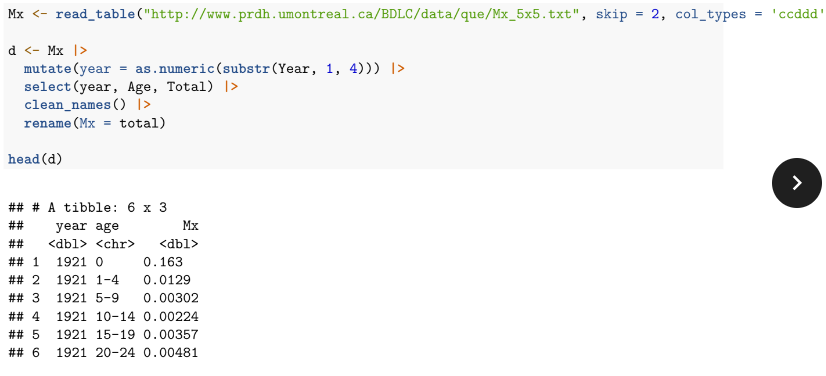 Mx <- read_table("http://www.prdh.umontreal.ca/BDLC/data/que/Mx_5x5.txt", skip = 2, col_types = 'ccddd'
d <- Mx |>
  mutate(year = as.numeric(substr(Year, 1, 4))) |>
  select(year, Age, Total) |>
  clean_names() |>
  rename(Mx = total)
head(d)
## # A tibble: 6 x 3
##    year age        Mx
##   <dbl> <chr>   <dbl>
## 1  1921 0     0.163
## 2  1921 1-4   0.0129
## 3  1921 5-9   0.00302
## 4  1921 10-14 0.00224
## 5  1921 15-19 0.00357
## 6  1921 20-24 0.00481